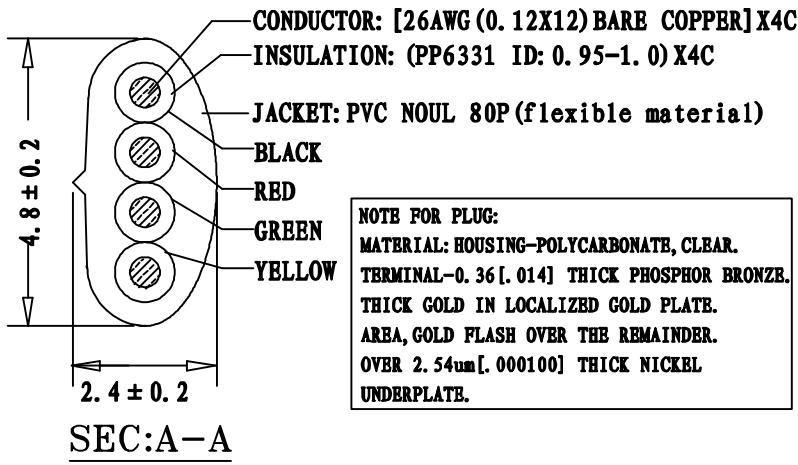 CONDUCTOR: [26AWG(0.12X12)BARE COPPER]X4C
INSULATION: (PP6331 ID:0.95-1.0)X4C
JACKET:PVC NOUL 80P(flexible material)
BLACK
RED
GREEN
YELLOW
4.8±0.2
2.4±0.2
SEC:A-A
NOTE FOR PLUG:
MATERIAL:HOUSING-POLYCARBONATE,CLEAR.
TERMINAL-0.36[.014] THICK PHOSPHOR BRONZE.
THICK GOLD IN LOCALIZED GOLD PLATE.
AREA,GOLD FLASH OVER THE REMAINDER.
OVER 2.54um[.000100] THICK NICKEL
UNDERPLATE.